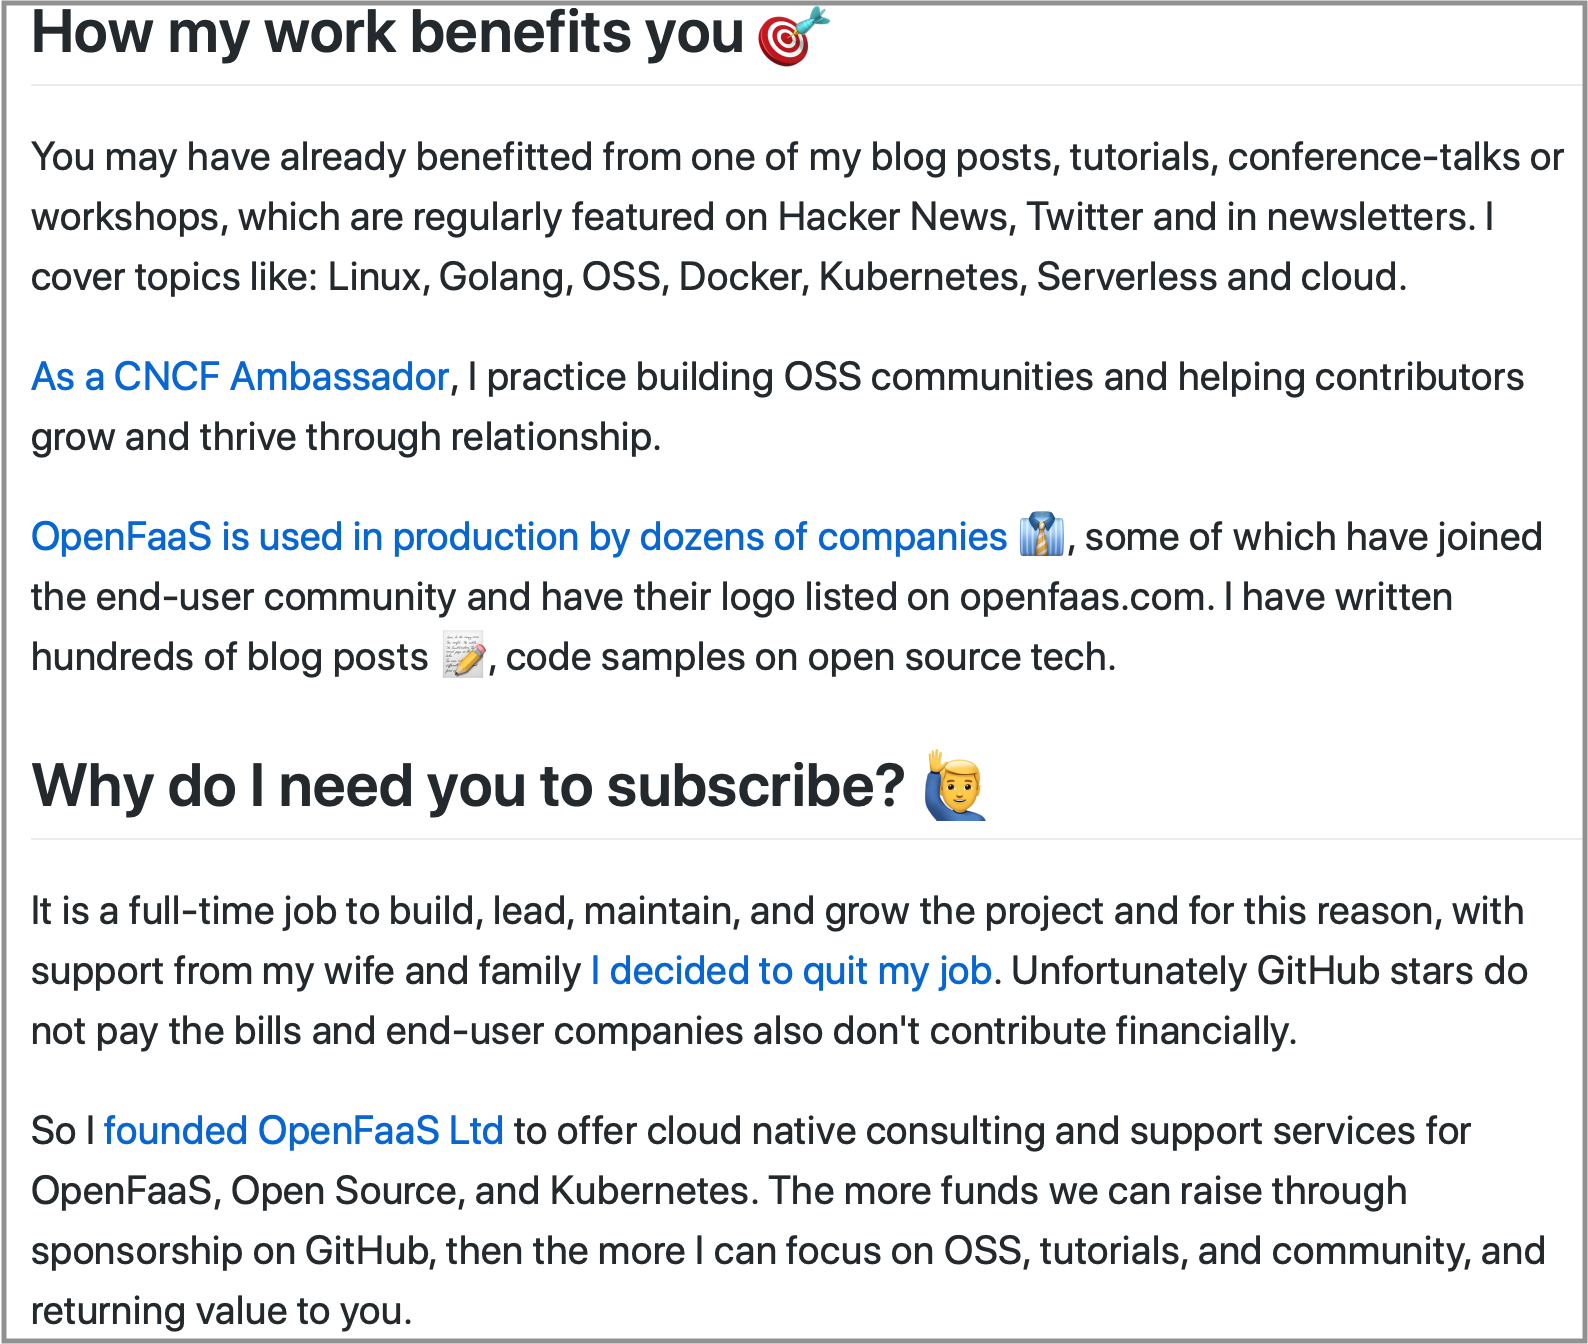 How my work benefits you 🎯
You may have already benefitted from one of my blog posts, tutorials, conference-talks or
workshops, which are regularly featured on Hacker News, Twitter and in newsletters. I
cover topics like: Linux, Golang, OSS, Docker, Kubernetes, Serverless and cloud.
As a CNCF Ambassador, I practice building OSS communities and helping contributors
grow and thrive through relationship.
OpenFaaS is used in production by dozens of companies 👔, some of which have joined
the end-user community and have their logo listed on openfaas.com. I have written
hundreds of blog posts 📝, code samples on open source tech.
Why do I need you to subscribe? 🙋‍♂️
It is a full-time job to build, lead, maintain, and grow the project and for this reason, with
support from my wife and family I decided to quit my job. Unfortunately GitHub stars do
not pay the bills and end-user companies also don't contribute financially.
So I founded OpenFaaS Ltd to offer cloud native consulting and support services for
OpenFaaS, Open Source, and Kubernetes. The more funds we can raise through
sponsorship on GitHub, then the more I can focus on OSS, tutorials, and community, and
returning value to you.